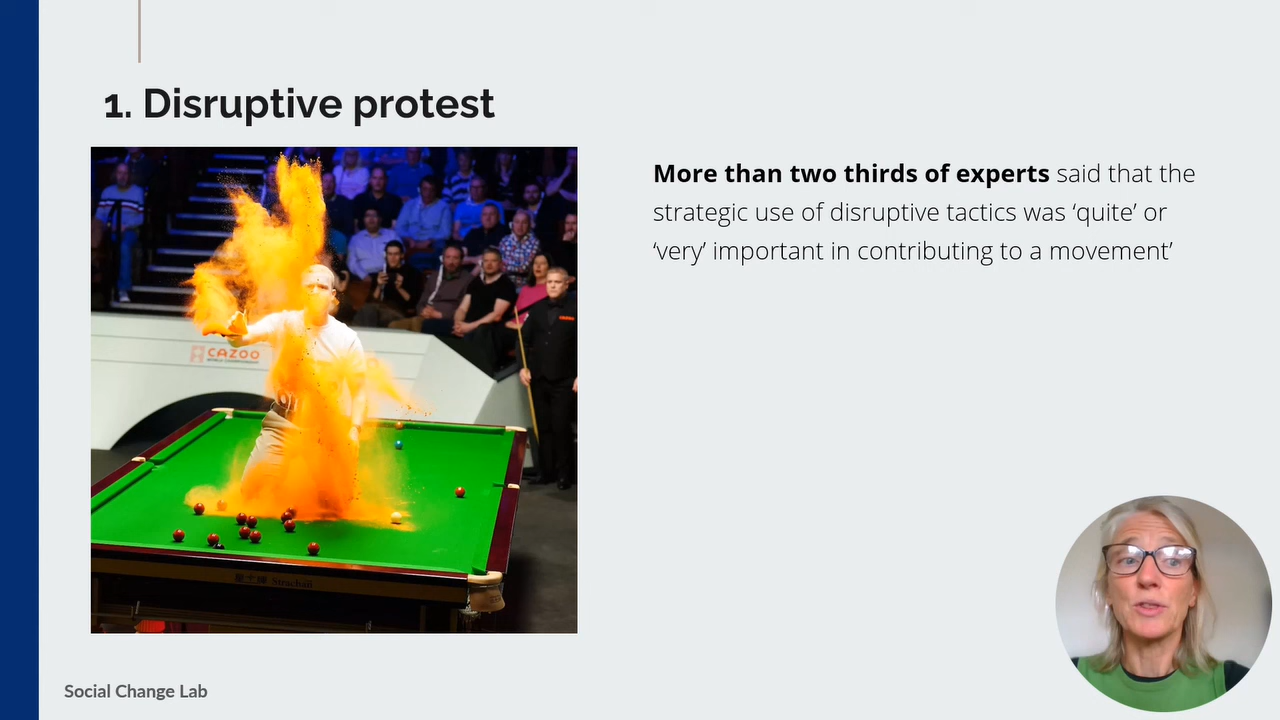 1. Disruptive protest
More than two thirds of experts said that the
strategic use of disruptive tactics was ‘quite’ or
‘very’ important in contributing to a movement’
CAZOO
Strachan
Social Change Lab